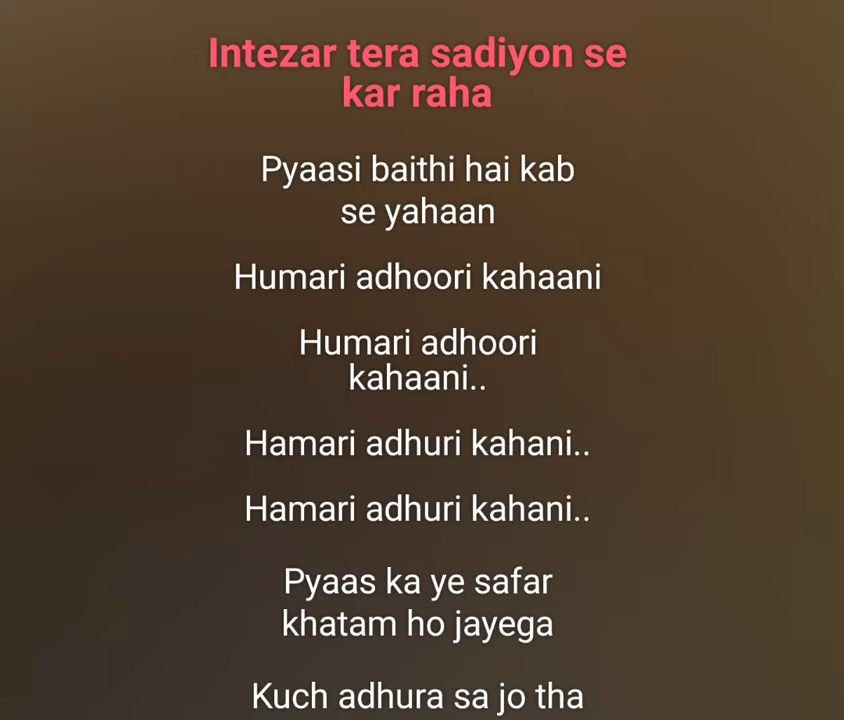 Intezar tera sadiyon se
kar raha
Pyaasi baithi hai kab
se yahaan
Humari adhoori kahaani
Humari adhoori
kahaani..
Hamari adhuri kahani..
Hamari adhuri kahani..
Pyaas ka ye safar
khatam ho jayega
Kuch adhura sa jo tha